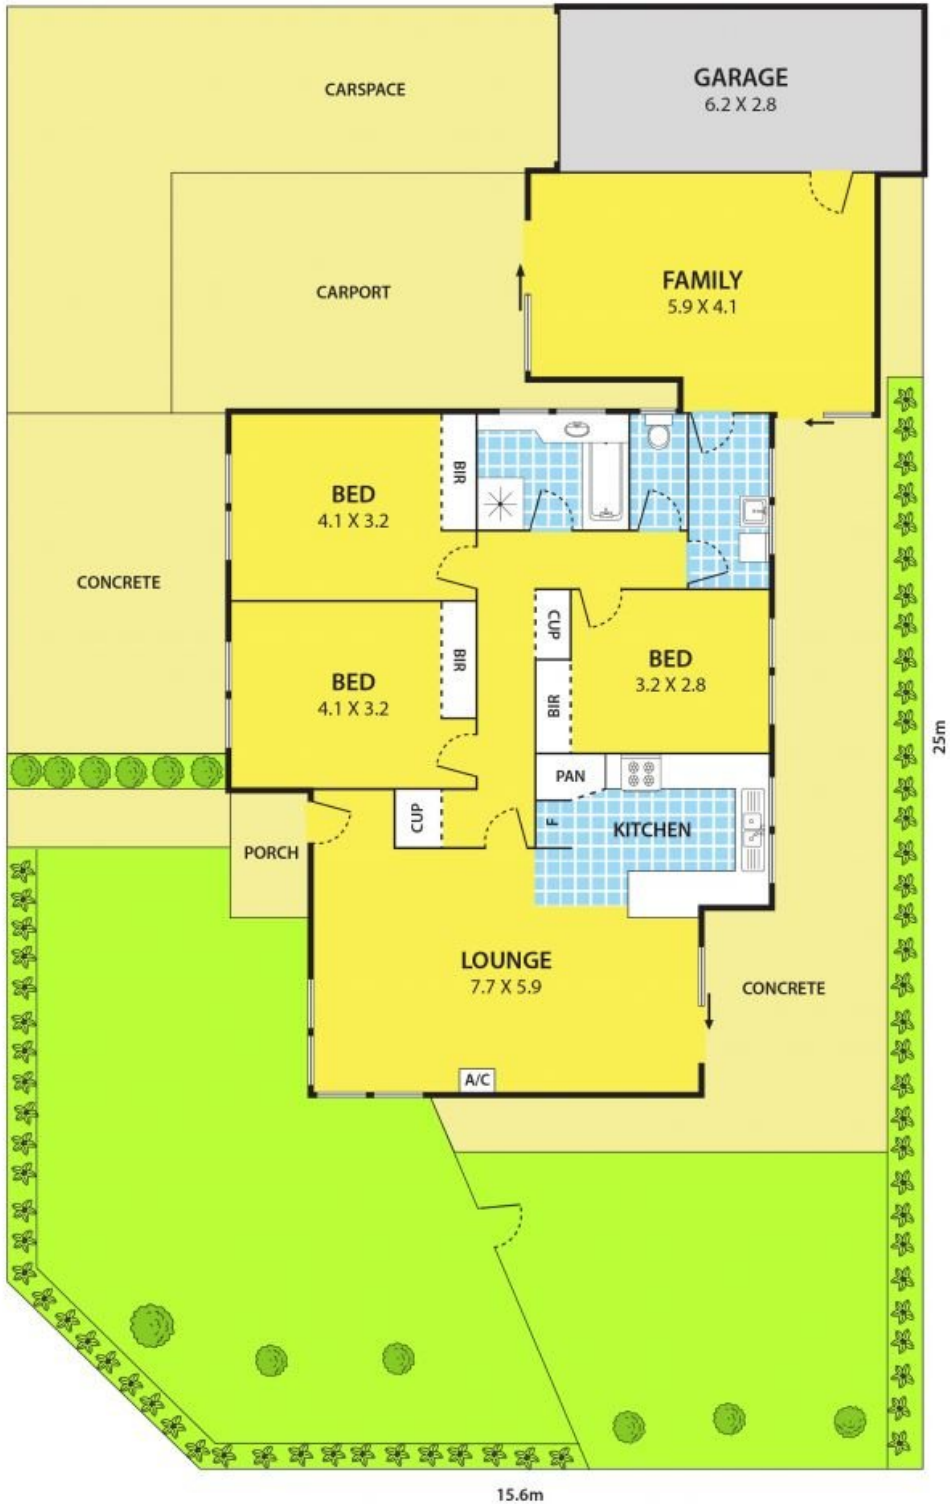 CARSPACE
GARAGE
6.2 X 2.8
CARPORT
FAMILY
5.9 X 4.1
BED
4.1 X 3.2
BIR
CONCRETE
CUP
BED
3.2 X 2.8
BED
4.1 X 3.2
BIR
BIR
25m
PAN
CUP
F
KITCHEN
PORCH
LOUNGE
7.7 X 5.9
CONCRETE
A/C
15.6m